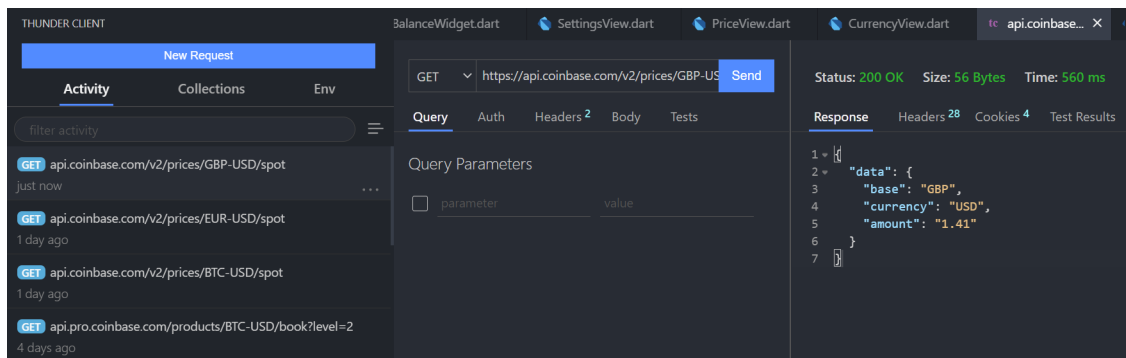 THUNDER CLIENT
New Request
Activity Collections Env
filter activity
GET api.coinbase.com/v2/prices/GBP-USD/spot
just now ...
GET api.coinbase.com/v2/prices/EUR-USD/spot
1 day ago
GET api.coinbase.com/v2/prices/BTC-USD/spot
1 day ago
GET api.pro.coinbase.com/products/BTC-USD/book?level=2
4 days ago
BalanceWidget.dart SettingsView.dart PriceView.dart CurrencyView.dart tc api.coinbase... X
GET https://api.coinbase.com/v2/prices/GBP-US Send
Query Auth Headers 2 Body Tests
Query Parameters
parameter value
Status: 200 OK Size: 56 Bytes Time: 560 ms
Response Headers 28 Cookies 4 Test Results
1 {
2 "data": {
3 "base": "GBP",
4 "currency": "USD",
5 "amount": "1.41"
6 }
7 }